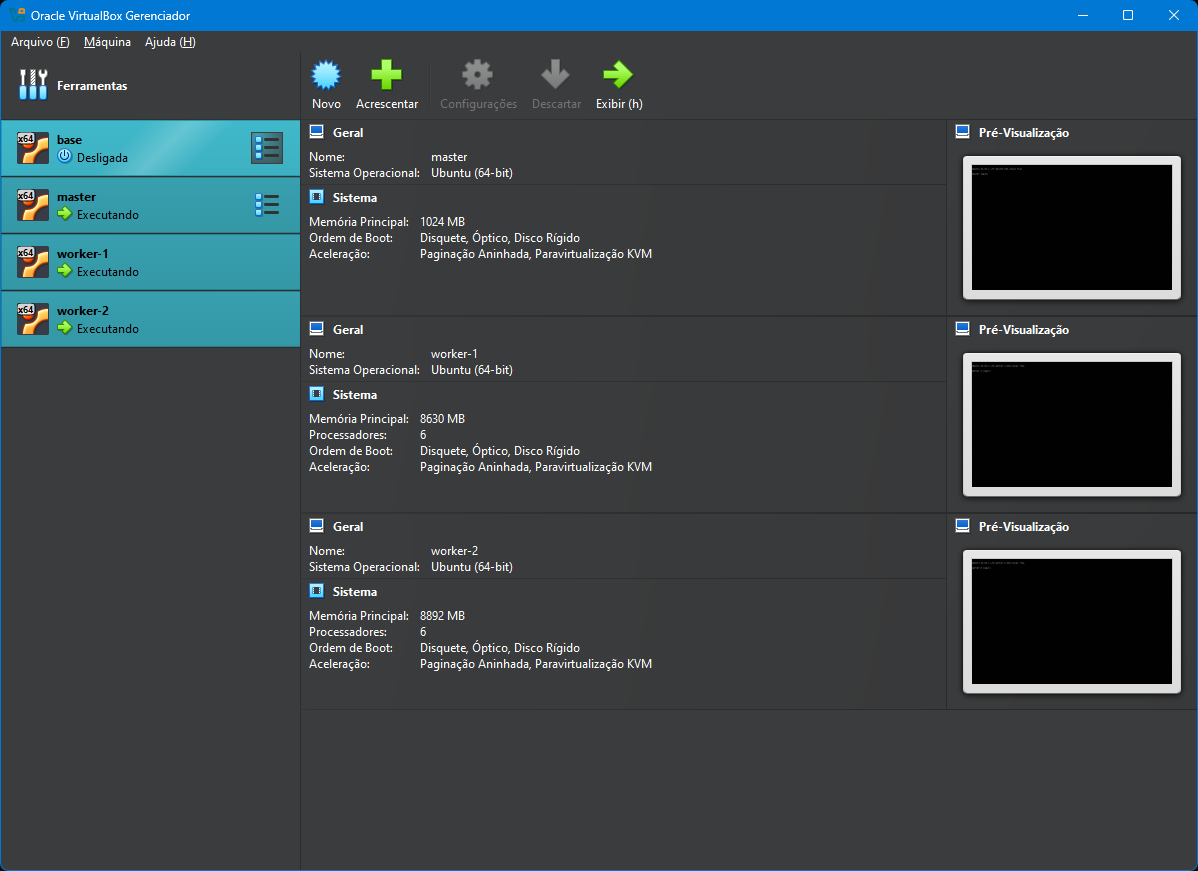 Oracle VirtualBox Gerenciador
Arquivo (F) Máquina Ajuda (H)
Ferramentas
Novo Acrescentar Configurações Descartar Exibir (h)
x64 base
Desligada
x64 master
Executando
x64 worker-1
Executando
x64 worker-2
Executando
Geral
Nome: master
Sistema Operacional: Ubuntu (64-bit)
Sistema
Memória Principal: 1024 MB
Ordem de Boot: Disquete, Óptico, Disco Rígido
Aceleração: Paginação Aninhada, Paravirtualização KVM
Pré-Visualização
Geral
Nome: worker-1
Sistema Operacional: Ubuntu (64-bit)
Sistema
Memória Principal: 8630 MB
Processadores: 6
Ordem de Boot: Disquete, Óptico, Disco Rígido
Aceleração: Paginação Aninhada, Paravirtualização KVM
Pré-Visualização
Geral
Nome: worker-2
Sistema Operacional: Ubuntu (64-bit)
Sistema
Memória Principal: 8892 MB
Processadores: 6
Ordem de Boot: Disquete, Óptico, Disco Rígido
Aceleração: Paginação Aninhada, Paravirtualização KVM
Pré-Visualização